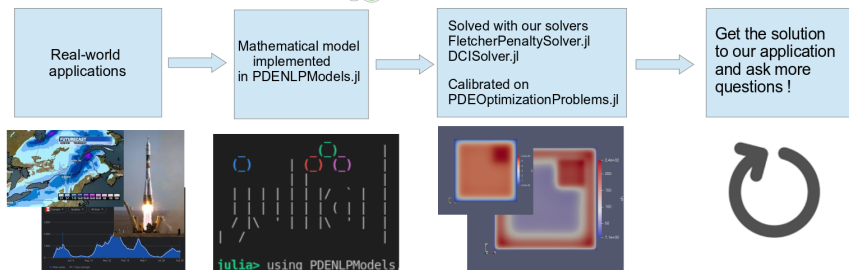 Real-world
applications
Mathematical model
implemented
in PDENLPModels.jl
Solved with our solvers
FletcherPenaltySolver.jl
DCISolver.jl
Calibrated on
PDEOptimizationProblems.jl
Get the solution
to our application
and ask more
questions !
FUTURECAST
julia> using PDENLPModels